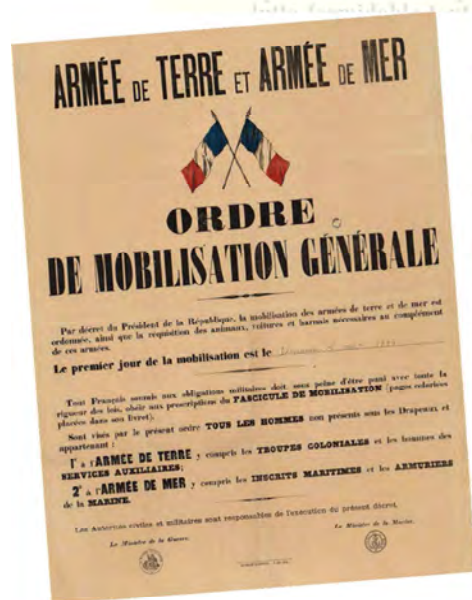 ARMÉE DE TERRE ET ARMÉE DE MER
ORDRE
DE MOBILISATION GÉNÉRALE
Par décret du Président de la République, la mobilisation des armées de terre et de mer est
ordonnée, ainsi que la réquisition des animaux, voitures et harnais nécessaires au complément
de ces armées.
Le premier jour de la mobilisation est le
Tout Français soumis aux obligations militaires doit, sous peine d'être puni avec toute la
rigueur des lois, obéir aux prescriptions du FASCICULE DE MOBILISATION (pages coloriées
placées dans son livret).
Sont visés par le présent ordre TOUS LES HOMMES non présents sous les Drapeaux et
appartenant :
1° à l'ARMÉE DE TERRE y compris les TROUPES COLONIALES et les hommes des
SERVICES AUXILIAIRES;
2° à l'ARMÉE DE MER y compris les INSCRITS MARITIMES et les ARMURIERS
de la MARINE.
Les Autorités civiles et militaires sont responsables de l'exécution du présent décret.
Le Ministre de la Guerre, Le Ministre de la Marine,